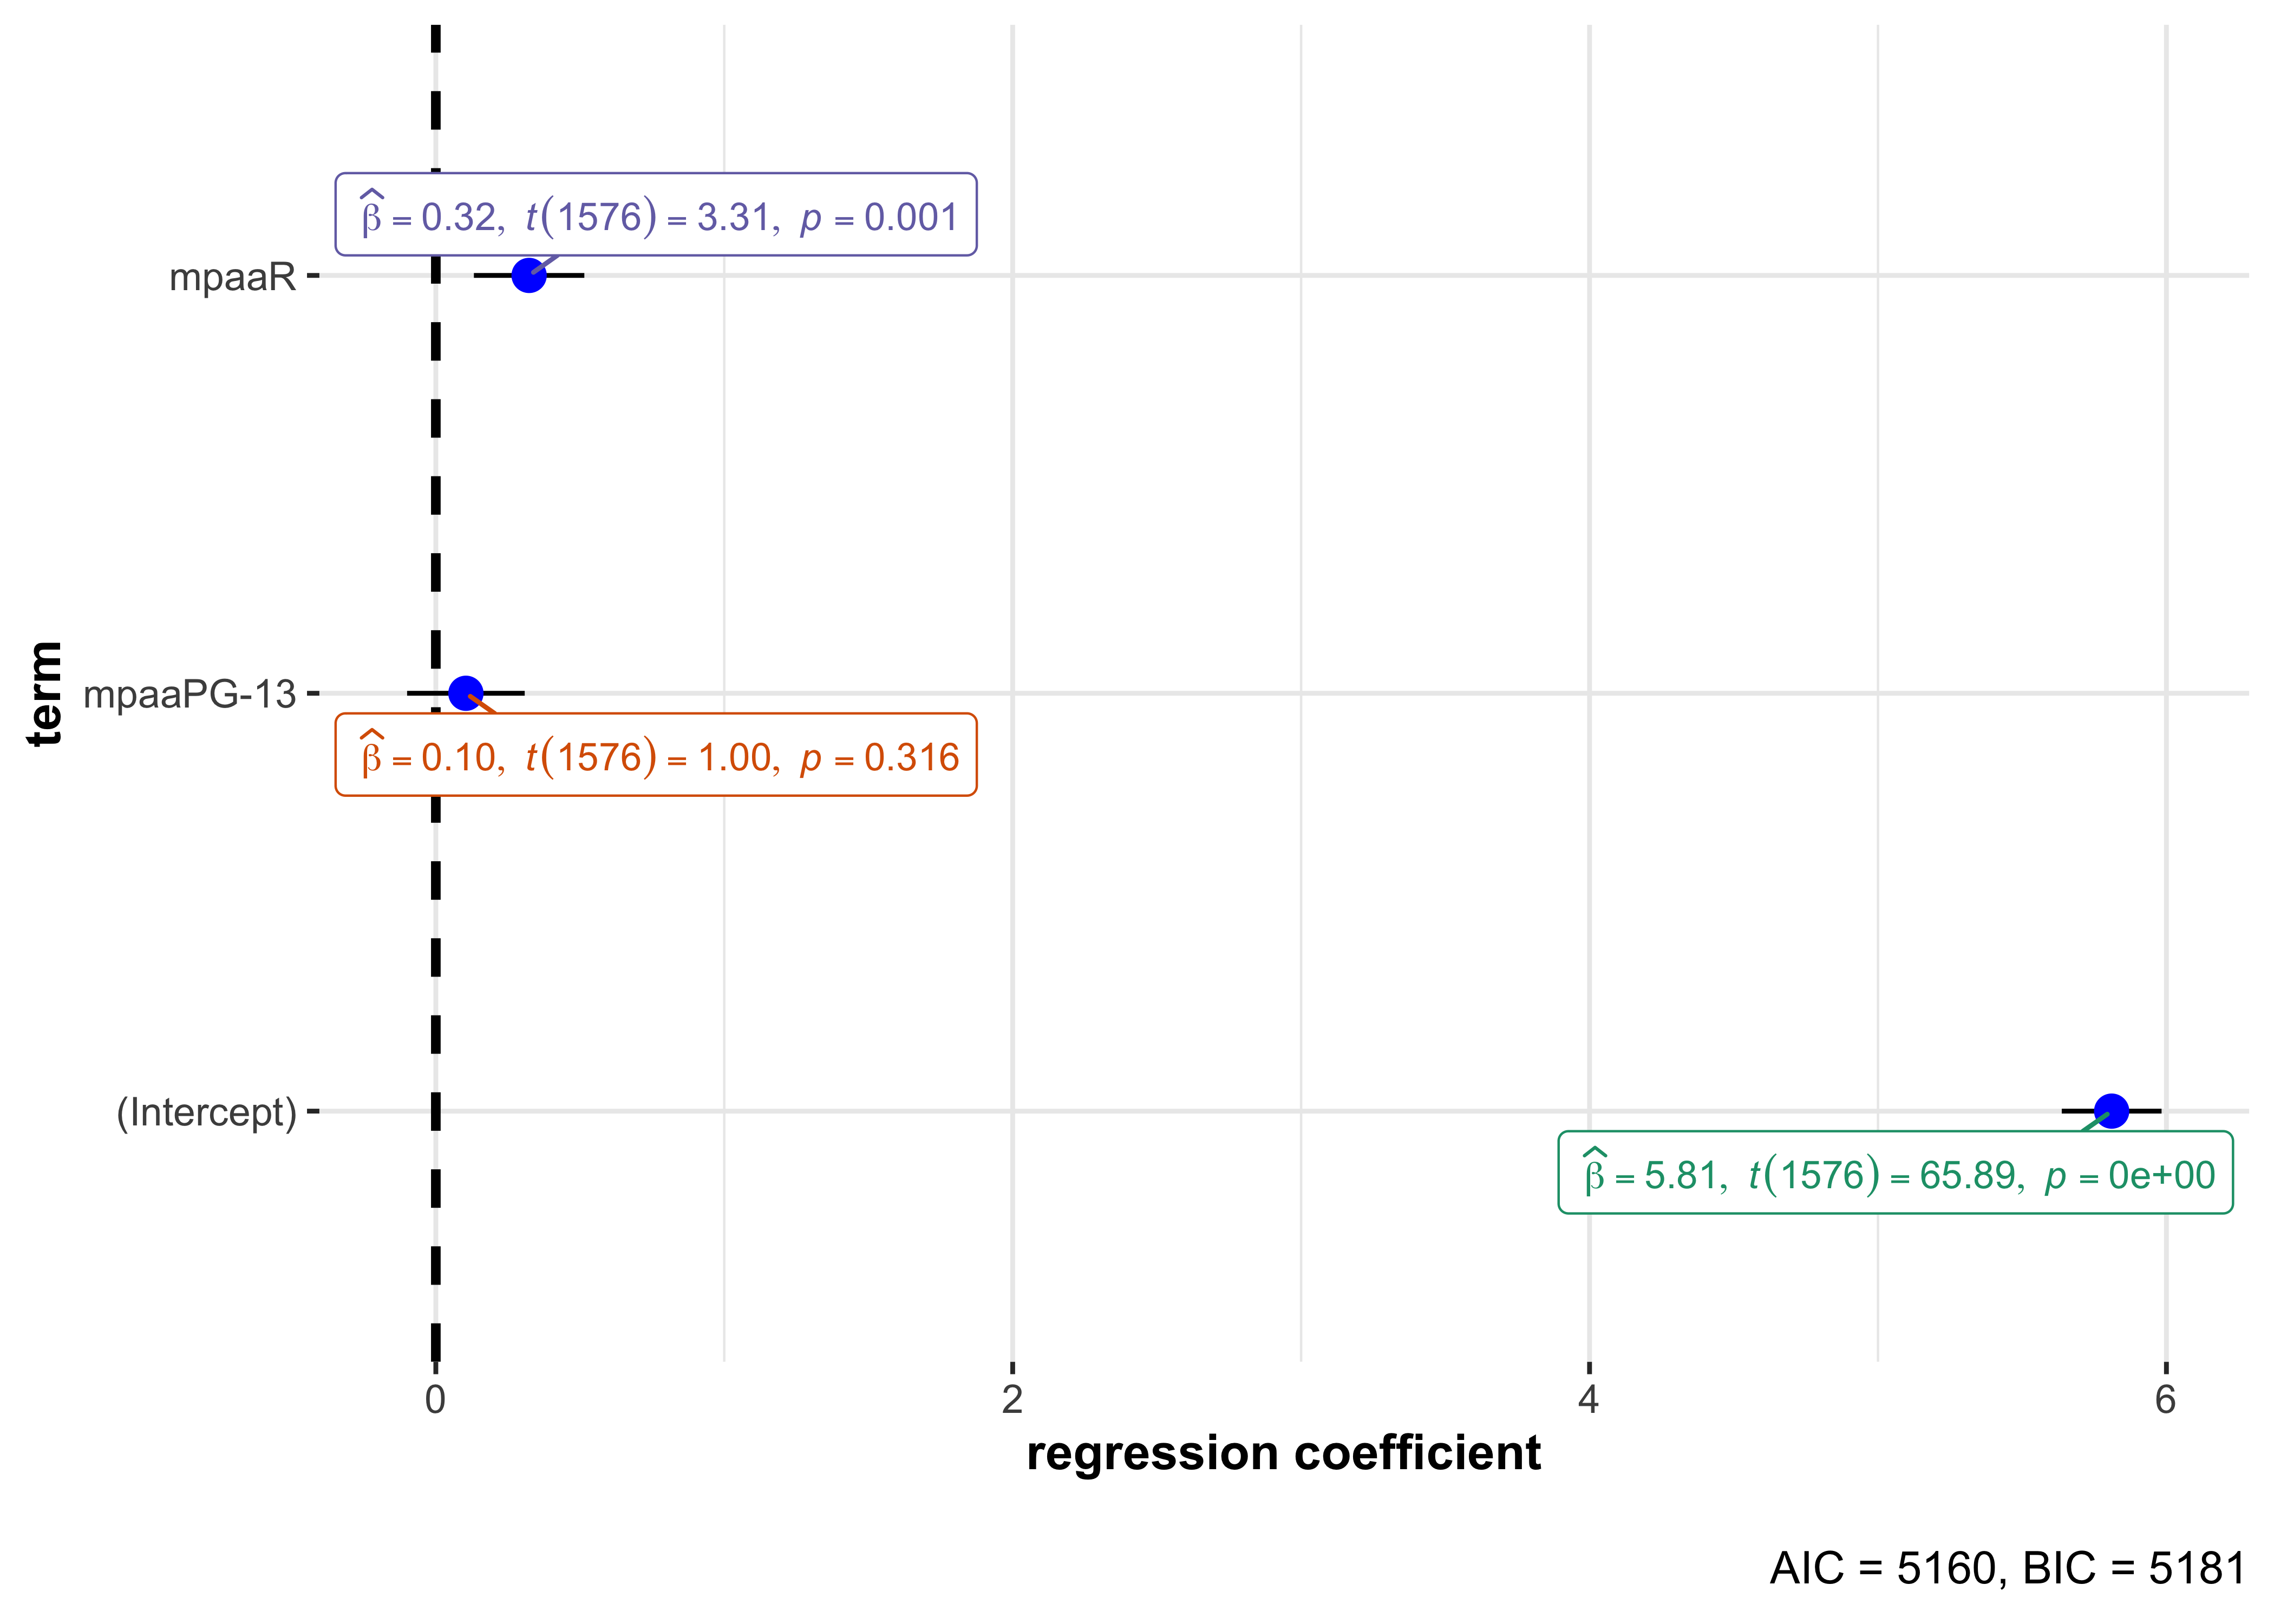 β̂ = 0.32, t(1576) = 3.31, p = 0.001
mpaaR
term
mpaaPG-13
β̂ = 0.10, t(1576) = 1.00, p = 0.316
(Intercept)
β̂ = 5.81, t(1576) = 65.89, p = 0e+00
0 2 4 6
regression coefficient
AIC = 5160, BIC = 5181